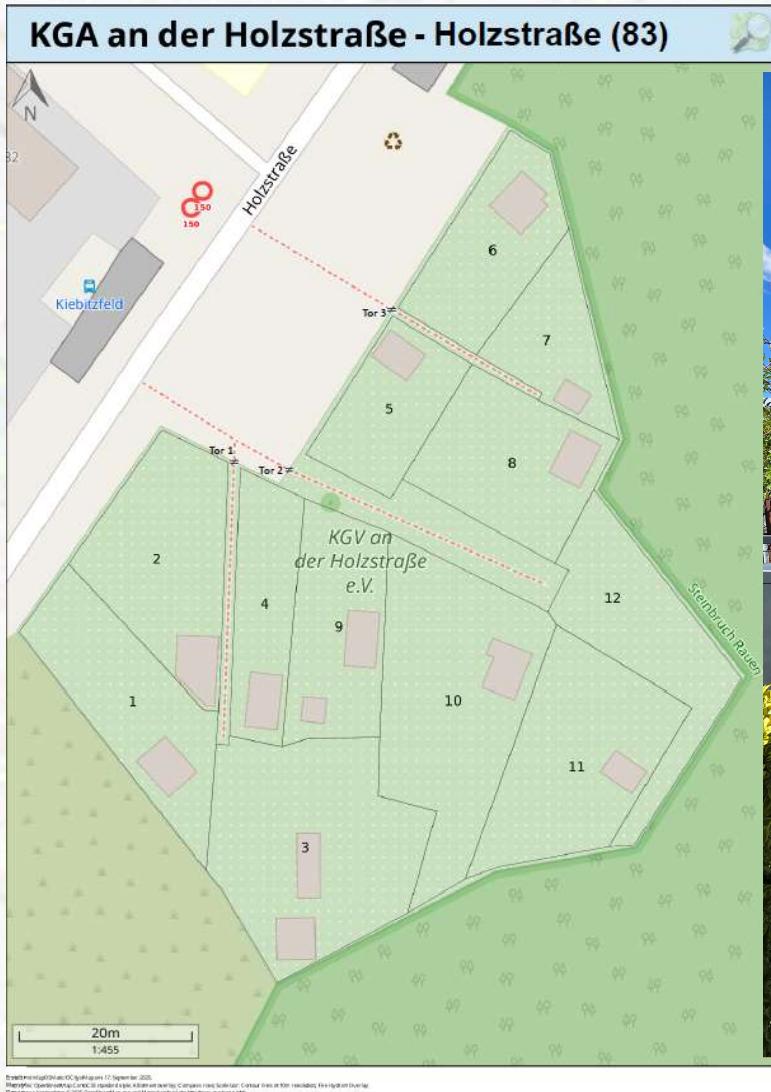 KGA an der Holzstraße - Holzstraße (83)
N
32
Holzstraße
150
150
Kiebitzfeld
6
Tor 3
7
5
8
Tor 1
Tor 2
2
KGV an
der Holzstraße
e.V.
4
9
12
Steinbruch Rauen
1
10
11
3
20m
1:455